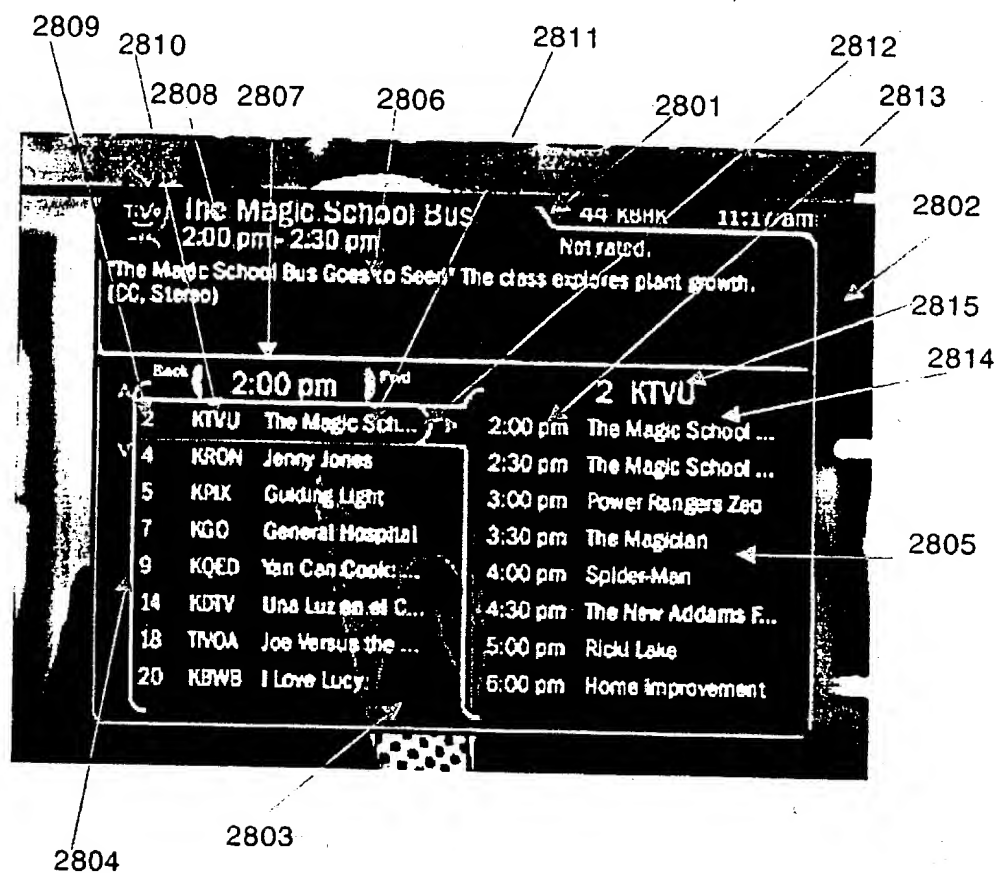 2809 2810 2811 2812
2808 2807 2806 2801 2813
TiVo The Magic School Bus 44 KBHK 11:17 am
2:00 pm - 2:30 pm Not rated.
"The Magic School Bus Goes to Seed" The class explores plant growth.
(CC, Stereo)
2802
2815
2814
Back 2:00 pm Fwd 2 KTVU
2 KTVU The Magic Sch... 2:00 pm The Magic School ...
4 KRON Jenny Jones 2:30 pm The Magic School ...
5 KPIX Guiding Light 3:00 pm Power Rangers Zeo
7 KGO General Hospital 3:30 pm The Magician
2805
9 KQED Yan Can Cook: ... 4:00 pm Spider-Man
14 KDTV Una Luz en el C... 4:30 pm The New Addams F...
18 TIVOA Joe Versus the ... 5:00 pm Ricki Lake
20 KBWB I Love Lucy 6:00 pm Home Improvement
2803
2804